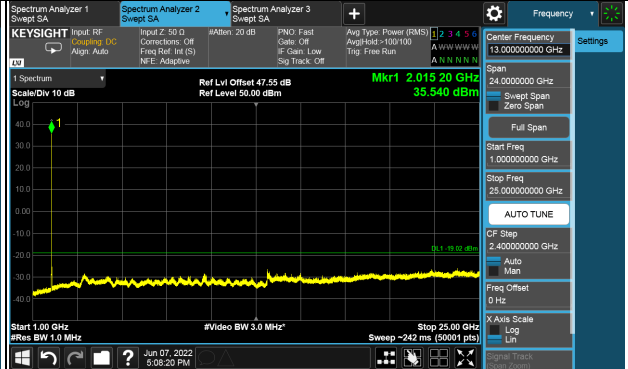 Spectrum Analyzer 1
Swept SA
Spectrum Analyzer 2
Swept SA
Spectrum Analyzer 3
Swept SA
Frequency
KEYSIGHT
Input: RF
Coupling: DC
Align: Auto
Input Z: 50 Ω
Corrections: Off
Freq Ref: Int (S)
NFE: Adaptive
#Atten: 20 dB
PNO: Fast
Gate: Off
IF Gain: Low
Sig Track: Off
Avg Type: Power (RMS)
Avg|Hold:>100/100
Trig: Free Run
1 2 3 4 5 6
A W W W W W
A N N N N N
LNI
1 Spectrum
Scale/Div 10 dB
Ref Lvl Offset 47.55 dB
Ref Level 50.00 dBm
Mkr1 2.015 20 GHz
35.540 dBm
Log
40.0
30.0
20.0
10.0
0.00
-10.0
-20.0
-30.0
-40.0
1
DL1 -19.02 dBm
Start 1.00 GHz
#Res BW 1.0 MHz
#Video BW 3.0 MHz*
Stop 25.00 GHz
Sweep ~242 ms (50001 pts)
?
Jun 07, 2022
5:08:20 PM
Center Frequency
13.000000000 GHz
Settings
Span
24.0000000 GHz
Swept Span
Zero Span
Full Span
Start Freq
1.000000000 GHz
Stop Freq
25.000000000 GHz
AUTO TUNE
CF Step
2.400000000 GHz
Auto
Man
Freq Offset
0 Hz
X Axis Scale
Log
Lin
Signal Track
(Span Zoom)